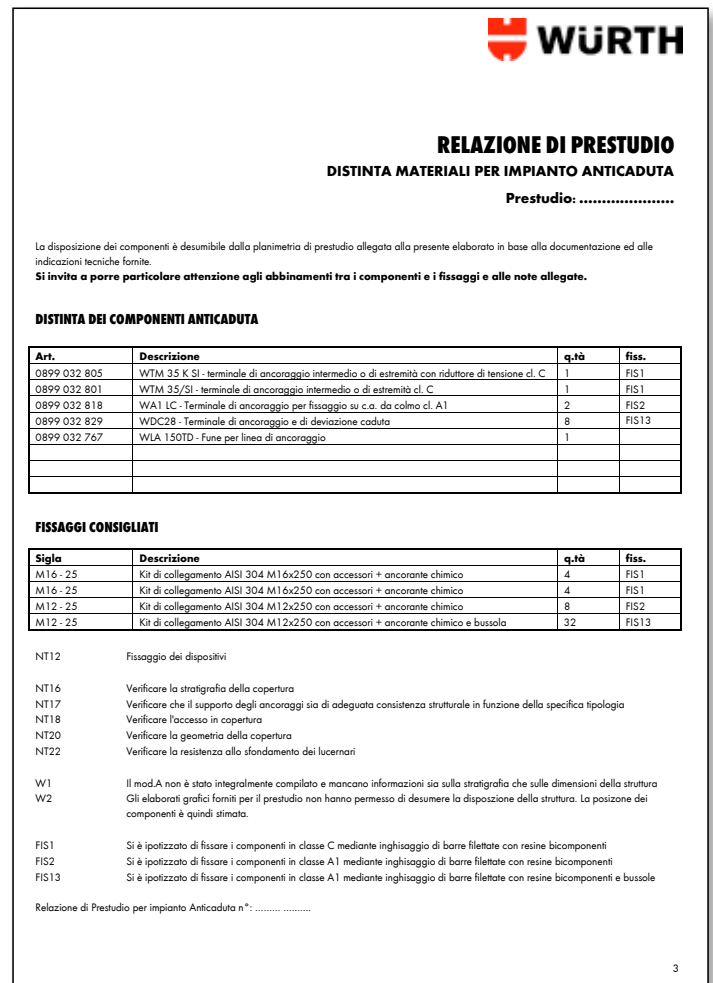 WÜRTH
RELAZIONE DI PRESTUDIO
DISTINTA MATERIALI PER IMPIANTO ANTICADUTA
Prestudio: .....................
La disposizione dei componenti è desumibile dalla planimetria di prestudio allegata alla presente elaborato in base alla documentazione ed alle
indicazioni tecniche fornite.
Si invita a porre particolare attenzione agli abbinamenti tra i componenti e i fissaggi e alle note allegate.
DISTINTA DEI COMPONENTI ANTICADUTA
Art. Descrizione q.tà fiss.
0899 032 805 WTM 35 K SI - terminale di ancoraggio intermedio o di estremità con riduttore di tensione cl. C 1 FIS1
0899 032 801 WTM 35/SI - terminale di ancoraggio intermedio o di estremità cl. C 1 FIS1
0899 032 818 WA1 LC - Terminale di ancoraggio per fissaggio su c.a. da colmo cl. A1 2 FIS2
0899 032 829 WDC28 - Terminale di ancoraggio e di deviazione caduta 8 FIS13
0899 032 767 WLA 150TD - Fune per linea di ancoraggio 1
FISSAGGI CONSIGLIATI
Sigla Descrizione q.tà fiss.
M16 - 25 Kit di collegamento AISI 304 M16x250 con accessori + ancorante chimico 4 FIS1
M16 - 25 Kit di collegamento AISI 304 M16x250 con accessori + ancorante chimico 4 FIS1
M12 - 25 Kit di collegamento AISI 304 M12x250 con accessori + ancorante chimico 8 FIS2
M12 - 25 Kit di collegamento AISI 304 M12x250 con accessori + ancorante chimico e bussola 32 FIS13
NT12 Fissaggio dei dispositivi
NT16 Verificare la stratigrafia della copertura
NT17 Verificare che il supporto degli ancoraggi sia di adeguata consistenza strutturale in funzione della specifica tipologia
NT18 Verificare l'accesso in copertura
NT20 Verificare la geometria della copertura
NT22 Verificare la resistenza allo sfondamento dei lucernari
W1 Il mod.A non è stato integralmente compilato e mancano informazioni sia sulla stratigrafia che sulle dimensioni della struttura
W2 Gli elaborati grafici forniti per il prestudio non hanno permesso di desumere la disposzione della struttura. La posizone dei
componenti è quindi stimata.
FIS1 Si è ipotizzato di fissare i componenti in classe C mediante inghisaggio di barre filettate con resine bicomponenti
FIS2 Si è ipotizzato di fissare i componenti in classe A1 mediante inghisaggio di barre filettate con resine bicomponenti
FIS13 Si è ipotizzato di fissare i componenti in classe A1 mediante inghisaggio di barre filettate con resine bicomponenti e bussole
Relazione di Prestudio per impianto Anticaduta n°: ......... ..........
3